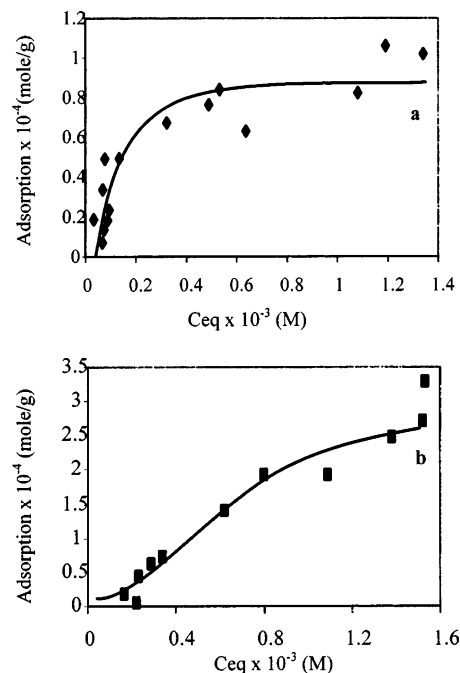 1.2
1
0.8
0.6
0.4
0.2
0
Adsorption x 10⁻⁴(mole/g)
a
0 0.2 0.4 0.6 0.8 1 1.2 1.4
Ceq x 10⁻³ (M)
3.5
3
2.5
2
1.5
1
0.5
0
Adsorption x 10⁻⁴ (mole/g)
b
0 0.4 0.8 1.2 1.6
Ceq x 10⁻³ (M)